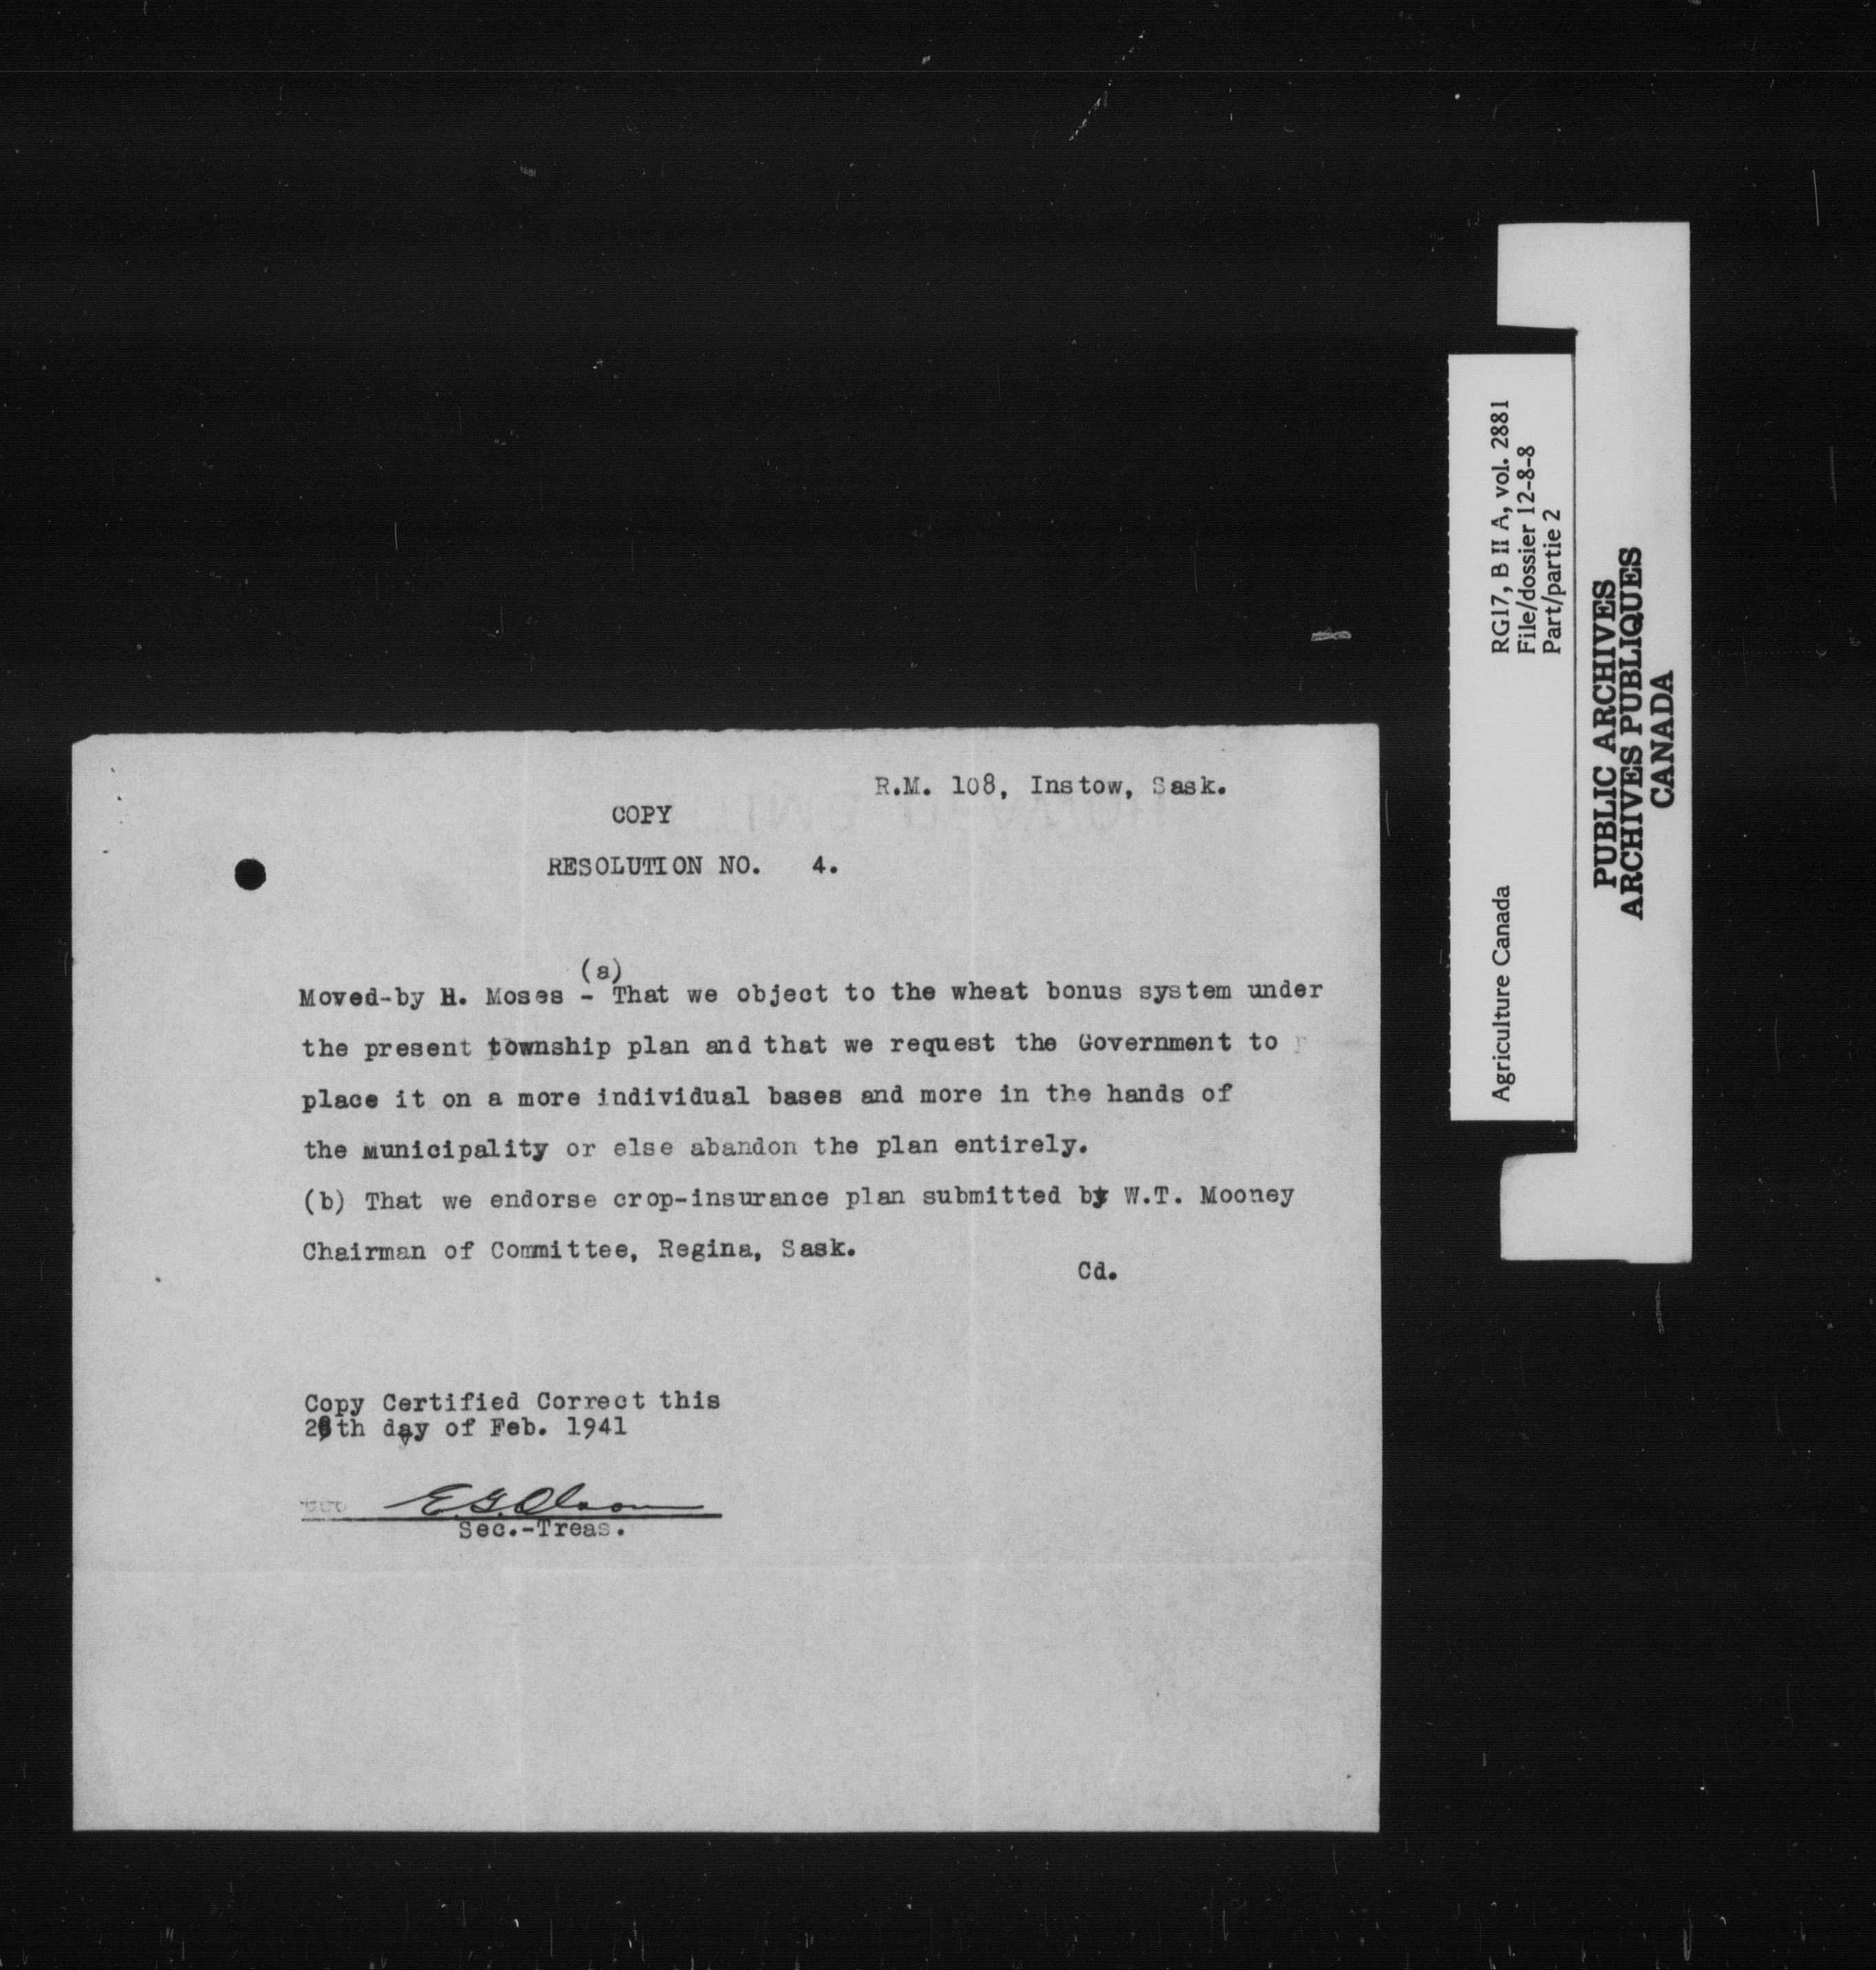 R.M. 108, Instow, Sask.
COPY
RESOLUTION NO. 4.
(a)
Moved-by H. Moses - That we object to the wheat bonus system under
the present township plan and that we request the Government to
place it on a more individual bases and more in the hands of
the Municipality or else abandon the plan entirely.
(b) That we endorse crop-insurance plan submitted by W.T. Mooney
Chairman of Committee, Regina, Sask.
Cd.
Copy Certified Correct this
day of Feb. 1941
E.G. Olson
Sec.-Treas.
Agriculture Canada
RG17, B II A, vol. 2881
File/dossier 12-8-8
Part/partie 2
PUBLIC ARCHIVES
ARCHIVES PUBLIQUES
CANADA